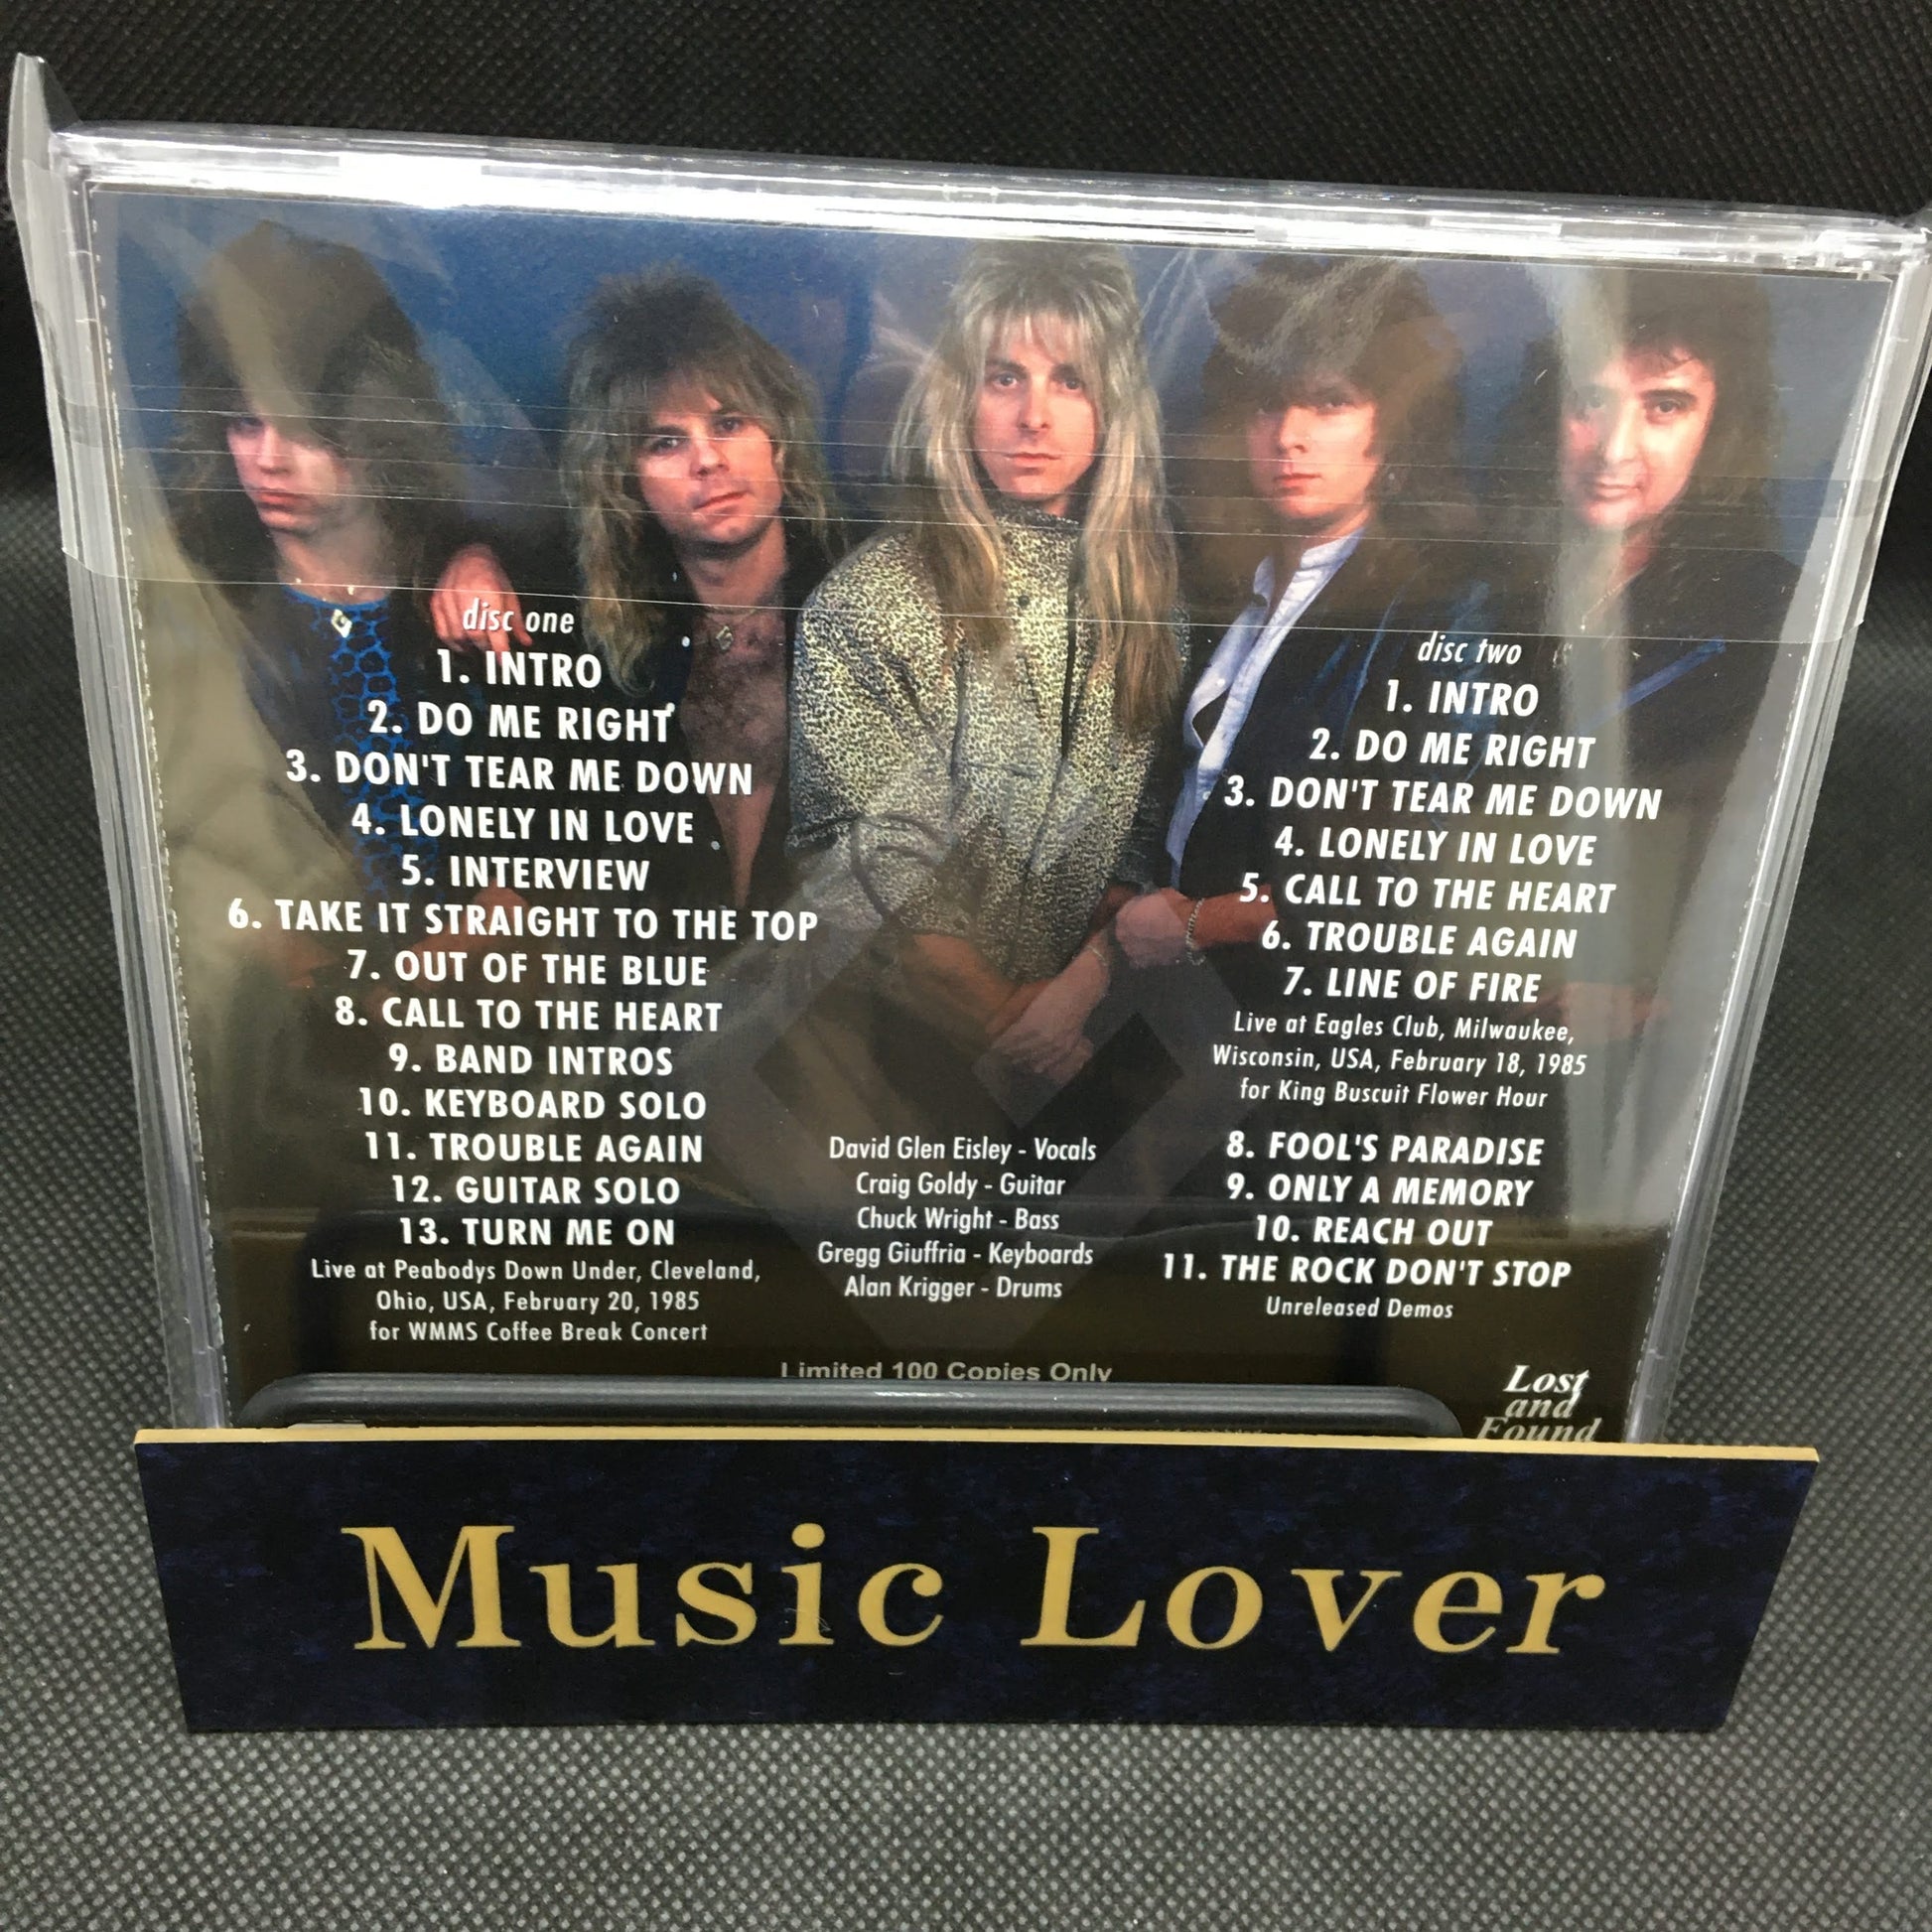 disc one
1. INTRO
2. DO ME RIGHT
3. DON'T TEAR ME DOWN
4. LONELY IN LOVE
5. INTERVIEW
6. TAKE IT STRAIGHT TO THE TOP
7. OUT OF THE BLUE
8. CALL TO THE HEART
9. BAND INTROS
10. KEYBOARD SOLO
11. TROUBLE AGAIN
12. GUITAR SOLO
13. TURN ME ON
Live at Peabodys Down Under, Cleveland,
Ohio, USA, February 20, 1985
for WMMS Coffee Break Concert
David Glen Eisley - Vocals
Craig Goldy - Guitar
Chuck Wright - Bass
Gregg Giuffria - Keyboards
Alan Krigger - Drums
disc two
1. INTRO
2. DO ME RIGHT
3. DON'T TEAR ME DOWN
4. LONELY IN LOVE
5. CALL TO THE HEART
6. TROUBLE AGAIN
7. LINE OF FIRE
Live at Eagles Club, Milwaukee,
Wisconsin, USA, February 18, 1985
for King Buscuit Flower Hour
8. FOOL'S PARADISE
9. ONLY A MEMORY
10. REACH OUT
11. THE ROCK DON'T STOP
Unreleased Demos
Limited 100 Copies Only
Lost
and
Found
Music Lover